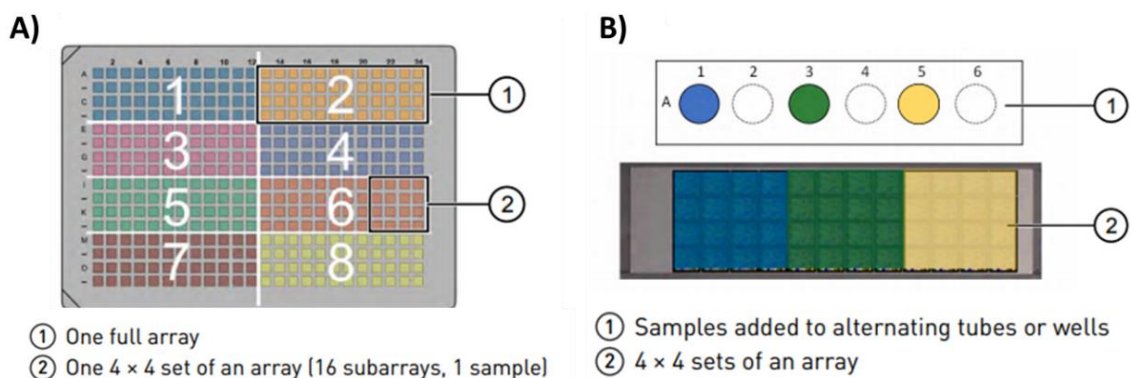 A)
2 4 6 8 10 12 14 16 18 20 22 24
A
C
E
G
I
K
M
O
1
2
3
4
5
6
7
8
1
2
1 One full array
2 One 4 × 4 set of an array (16 subarrays, 1 sample)
B)
1 2 3 4 5 6
A
1
2
1 Samples added to alternating tubes or wells
2 4 × 4 sets of an array